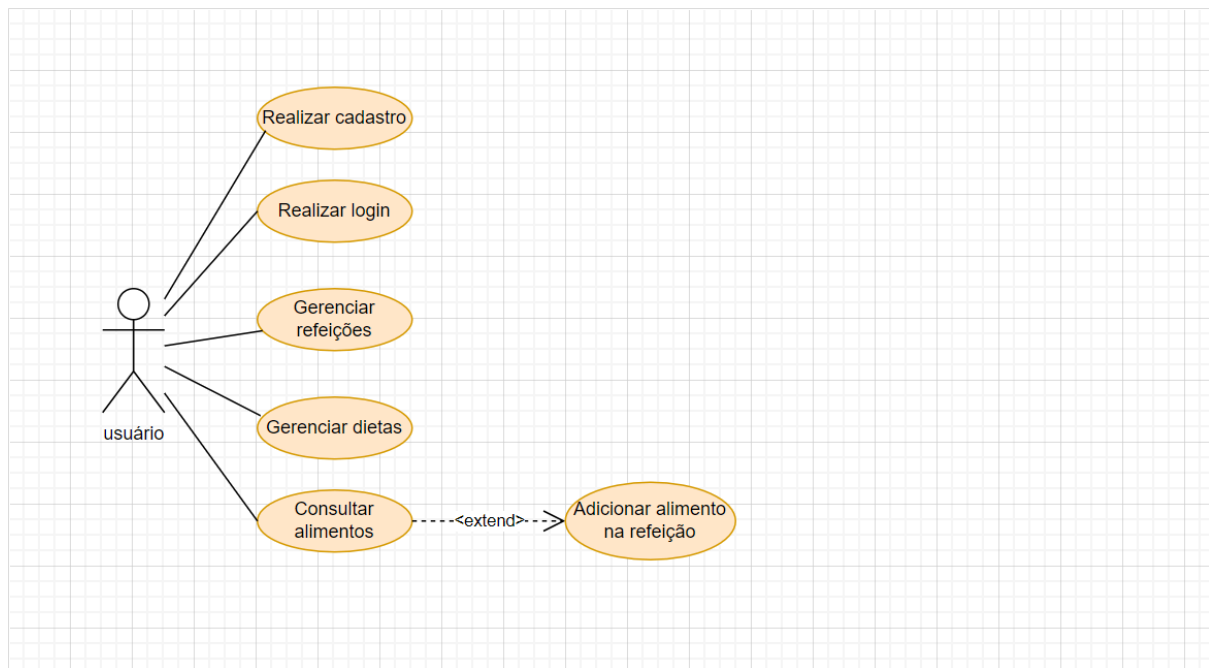 Realizar cadastro
Realizar login
Gerenciar
refeições
usuário
Gerenciar dietas
Consultar
alimentos
<extend>
Adicionar alimento
na refeição